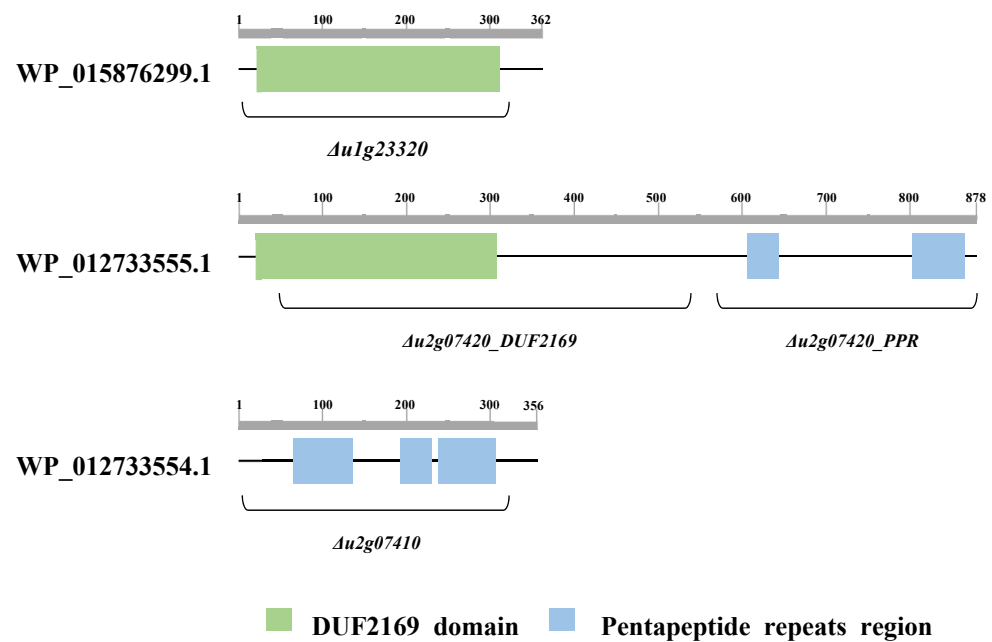 1 100 200 300 362
WP_015876299.1
Δu1g23320
1 100 200 300 400 500 600 700 800 878
WP_012733555.1
Δu2g07420_DUF2169 Δu2g07420_PPR
1 100 200 300 356
WP_012733554.1
Δu2g07410
DUF2169 domain Pentapeptide repeats region